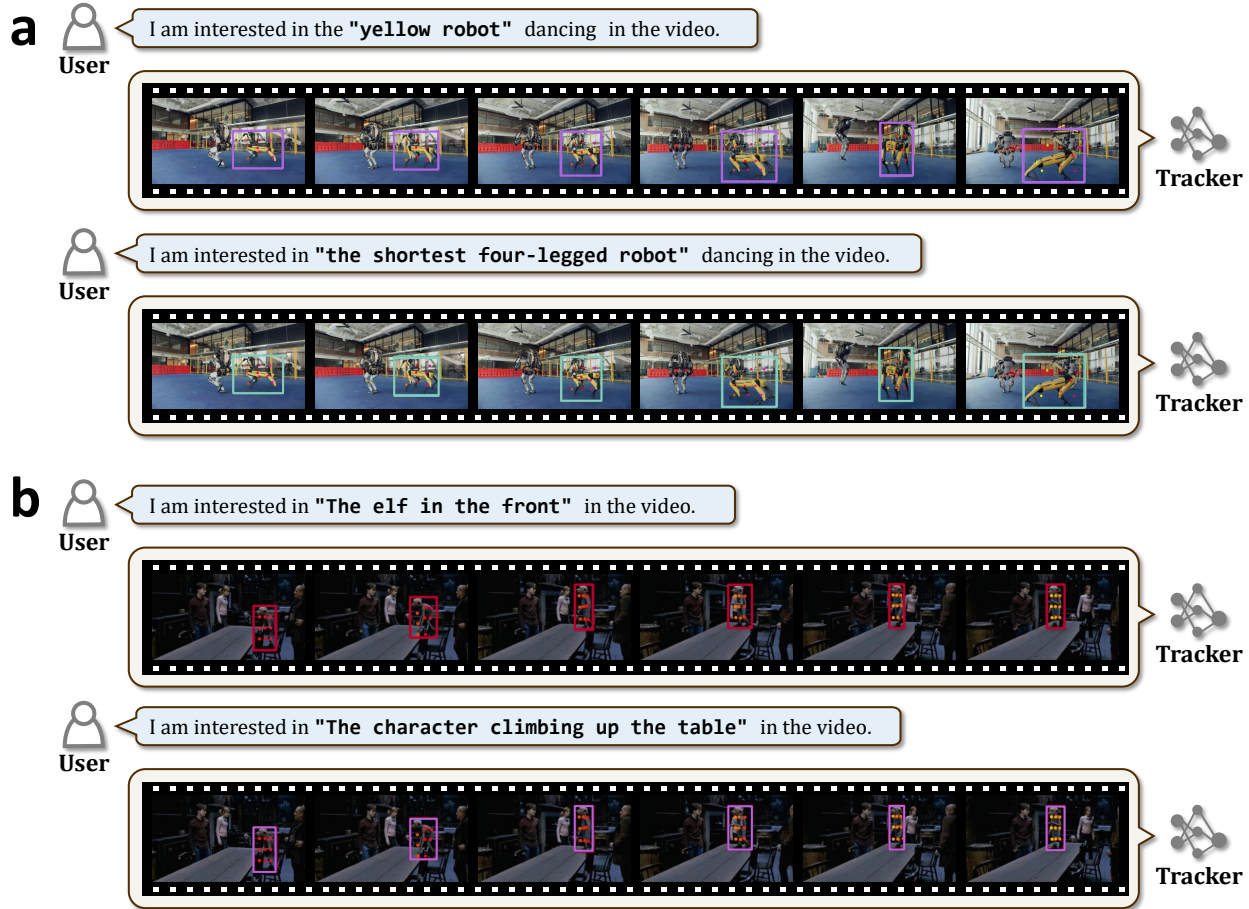 a
I am interested in the "yellow robot" dancing in the video.
User
Tracker
I am interested in "the shortest four-legged robot" dancing in the video.
User
Tracker
b
I am interested in "The elf in the front" in the video.
User
Tracker
I am interested in "The character climbing up the table" in the video.
User
Tracker